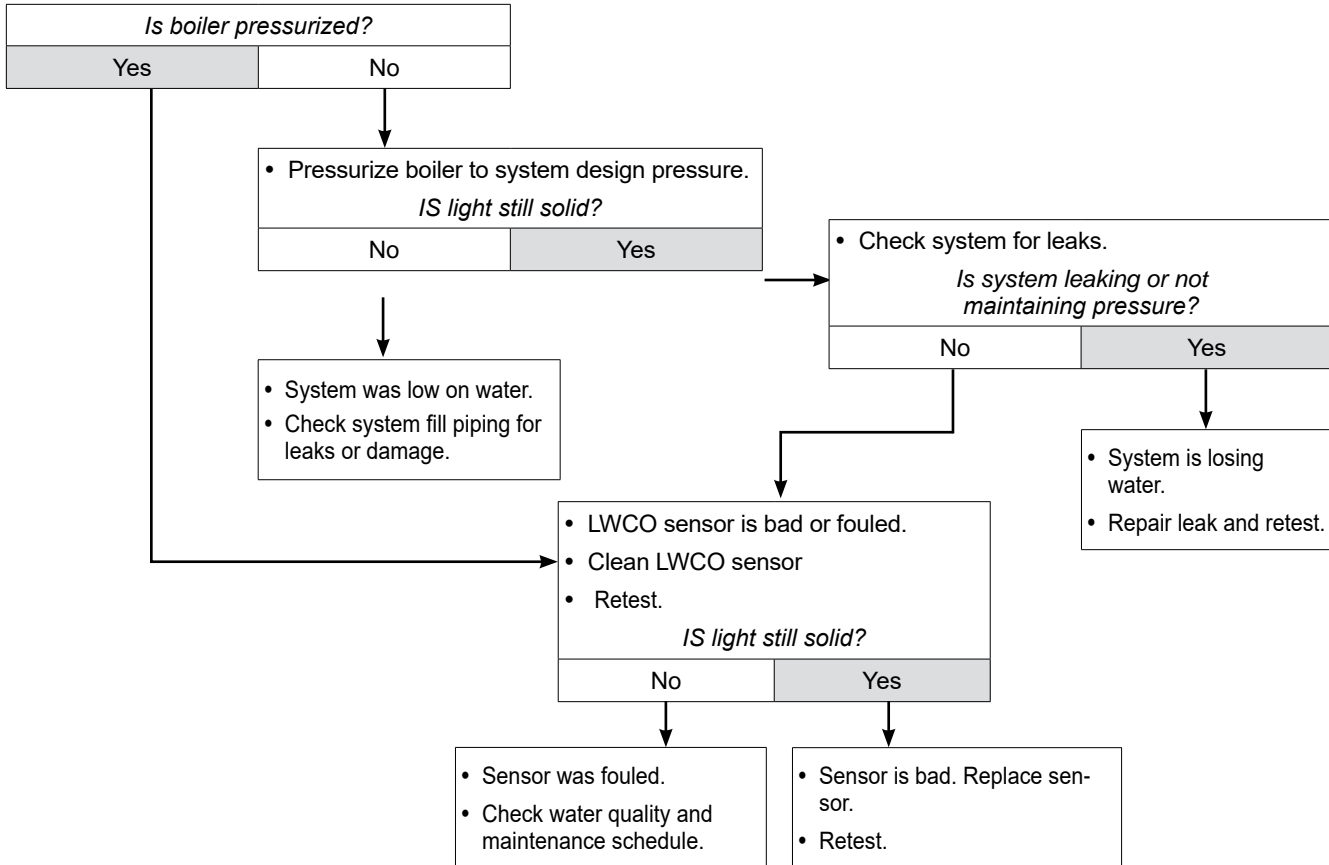 Is boiler pressurized?
Yes
No
• Pressurize boiler to system design pressure.
IS light still solid?
No
Yes
• Check system for leaks.
Is system leaking or not
maintaining pressure?
No
Yes
• System was low on water.
• Check system fill piping for
leaks or damage.
• System is losing
water.
• Repair leak and retest.
• LWCO sensor is bad or fouled.
• Clean LWCO sensor
• Retest.
IS light still solid?
No
Yes
• Sensor was fouled.
• Check water quality and
maintenance schedule.
• Sensor is bad. Replace sen-
sor.
• Retest.